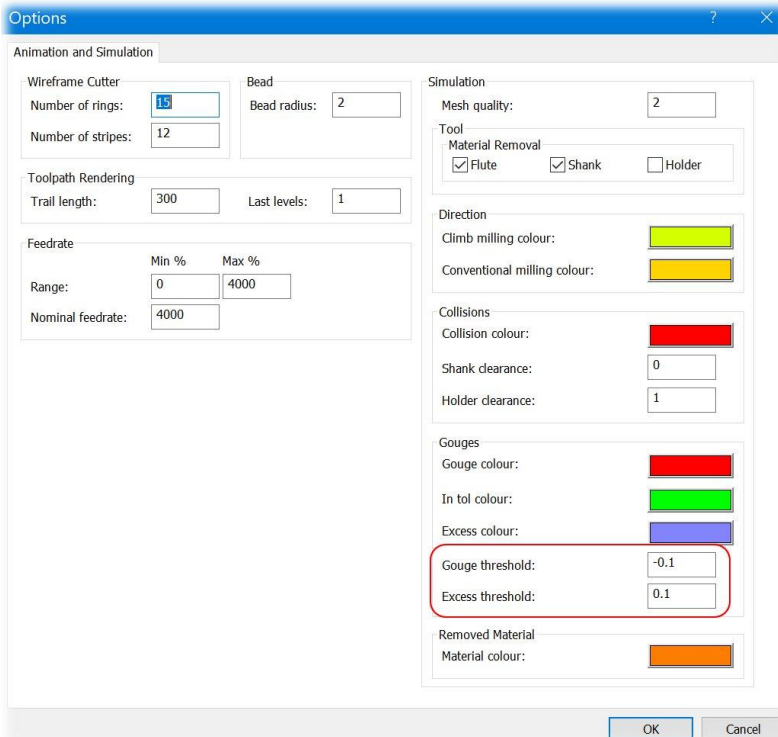 Options
?
Animation and Simulation
Wireframe Cutter
Number of rings: 15
Number of stripes: 12
Bead
Bead radius: 2
Toolpath Rendering
Trail length: 300 Last levels: 1
Feedrate
Min % Max %
Range: 0 4000
Nominal feedrate: 4000
Simulation
Mesh quality: 2
Tool
Material Removal
Flute Shank Holder
Direction
Climb milling colour:
Conventional milling colour:
Collisions
Collision colour:
Shank clearance: 0
Holder clearance: 1
Gouges
Gouge colour:
In tol colour:
Excess colour:
Gouge threshold: -0.1
Excess threshold: 0.1
Removed Material
Material colour:
OK Cancel